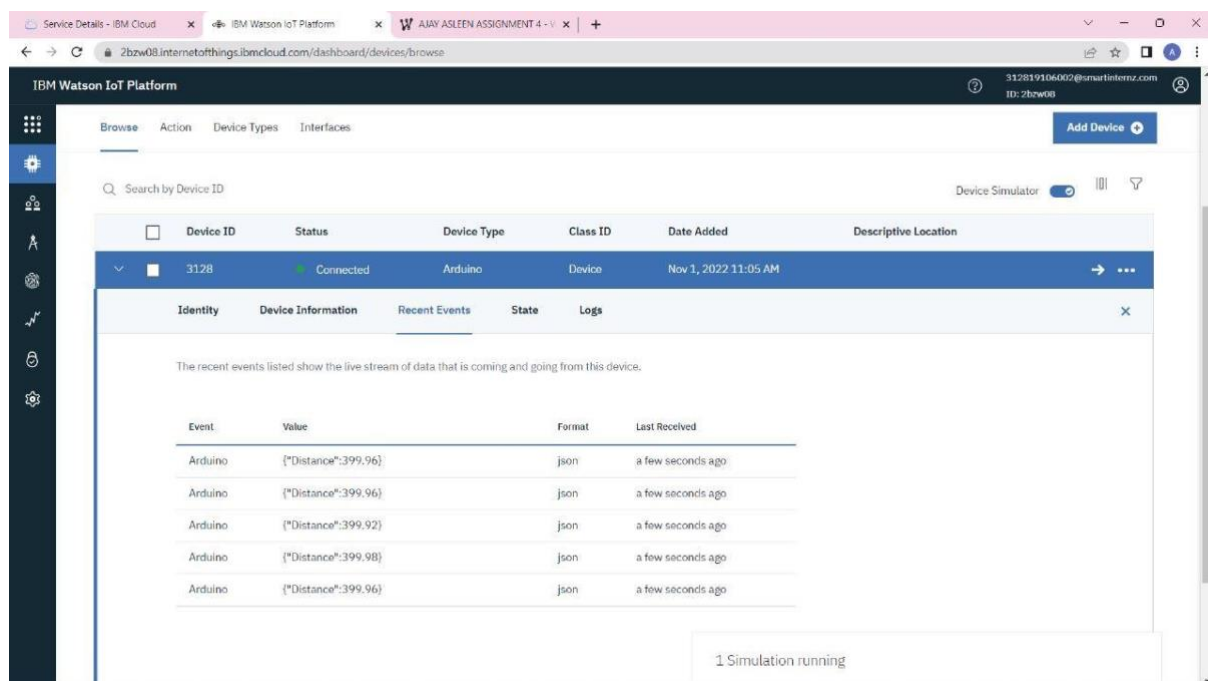 Service Details - IBM Cloud
IBM Watson IoT Platform
AJAY ASLEEN ASSIGNMENT 4 - V
2bzw08.internetofthings.ibmcloud.com/dashboard/devices/browse
A
IBM Watson IoT Platform
312819106002@smartinternz.com
ID: 2bzw08
Browse Action Device Types Interfaces
Add Device
Search by Device ID
Device Simulator
Device ID Status Device Type Class ID Date Added Descriptive Location
3128 Connected Arduino Device Nov 1, 2022 11:05 AM
Identity Device Information Recent Events State Logs
The recent events listed show the live stream of data that is coming and going from this device.
Event Value Format Last Received
Arduino {"Distance":399.96} json a few seconds ago
Arduino {"Distance":399.96} json a few seconds ago
Arduino {"Distance":399.92} json a few seconds ago
Arduino {"Distance":399.98} json a few seconds ago
Arduino {"Distance":399.96} json a few seconds ago
1 Simulation running